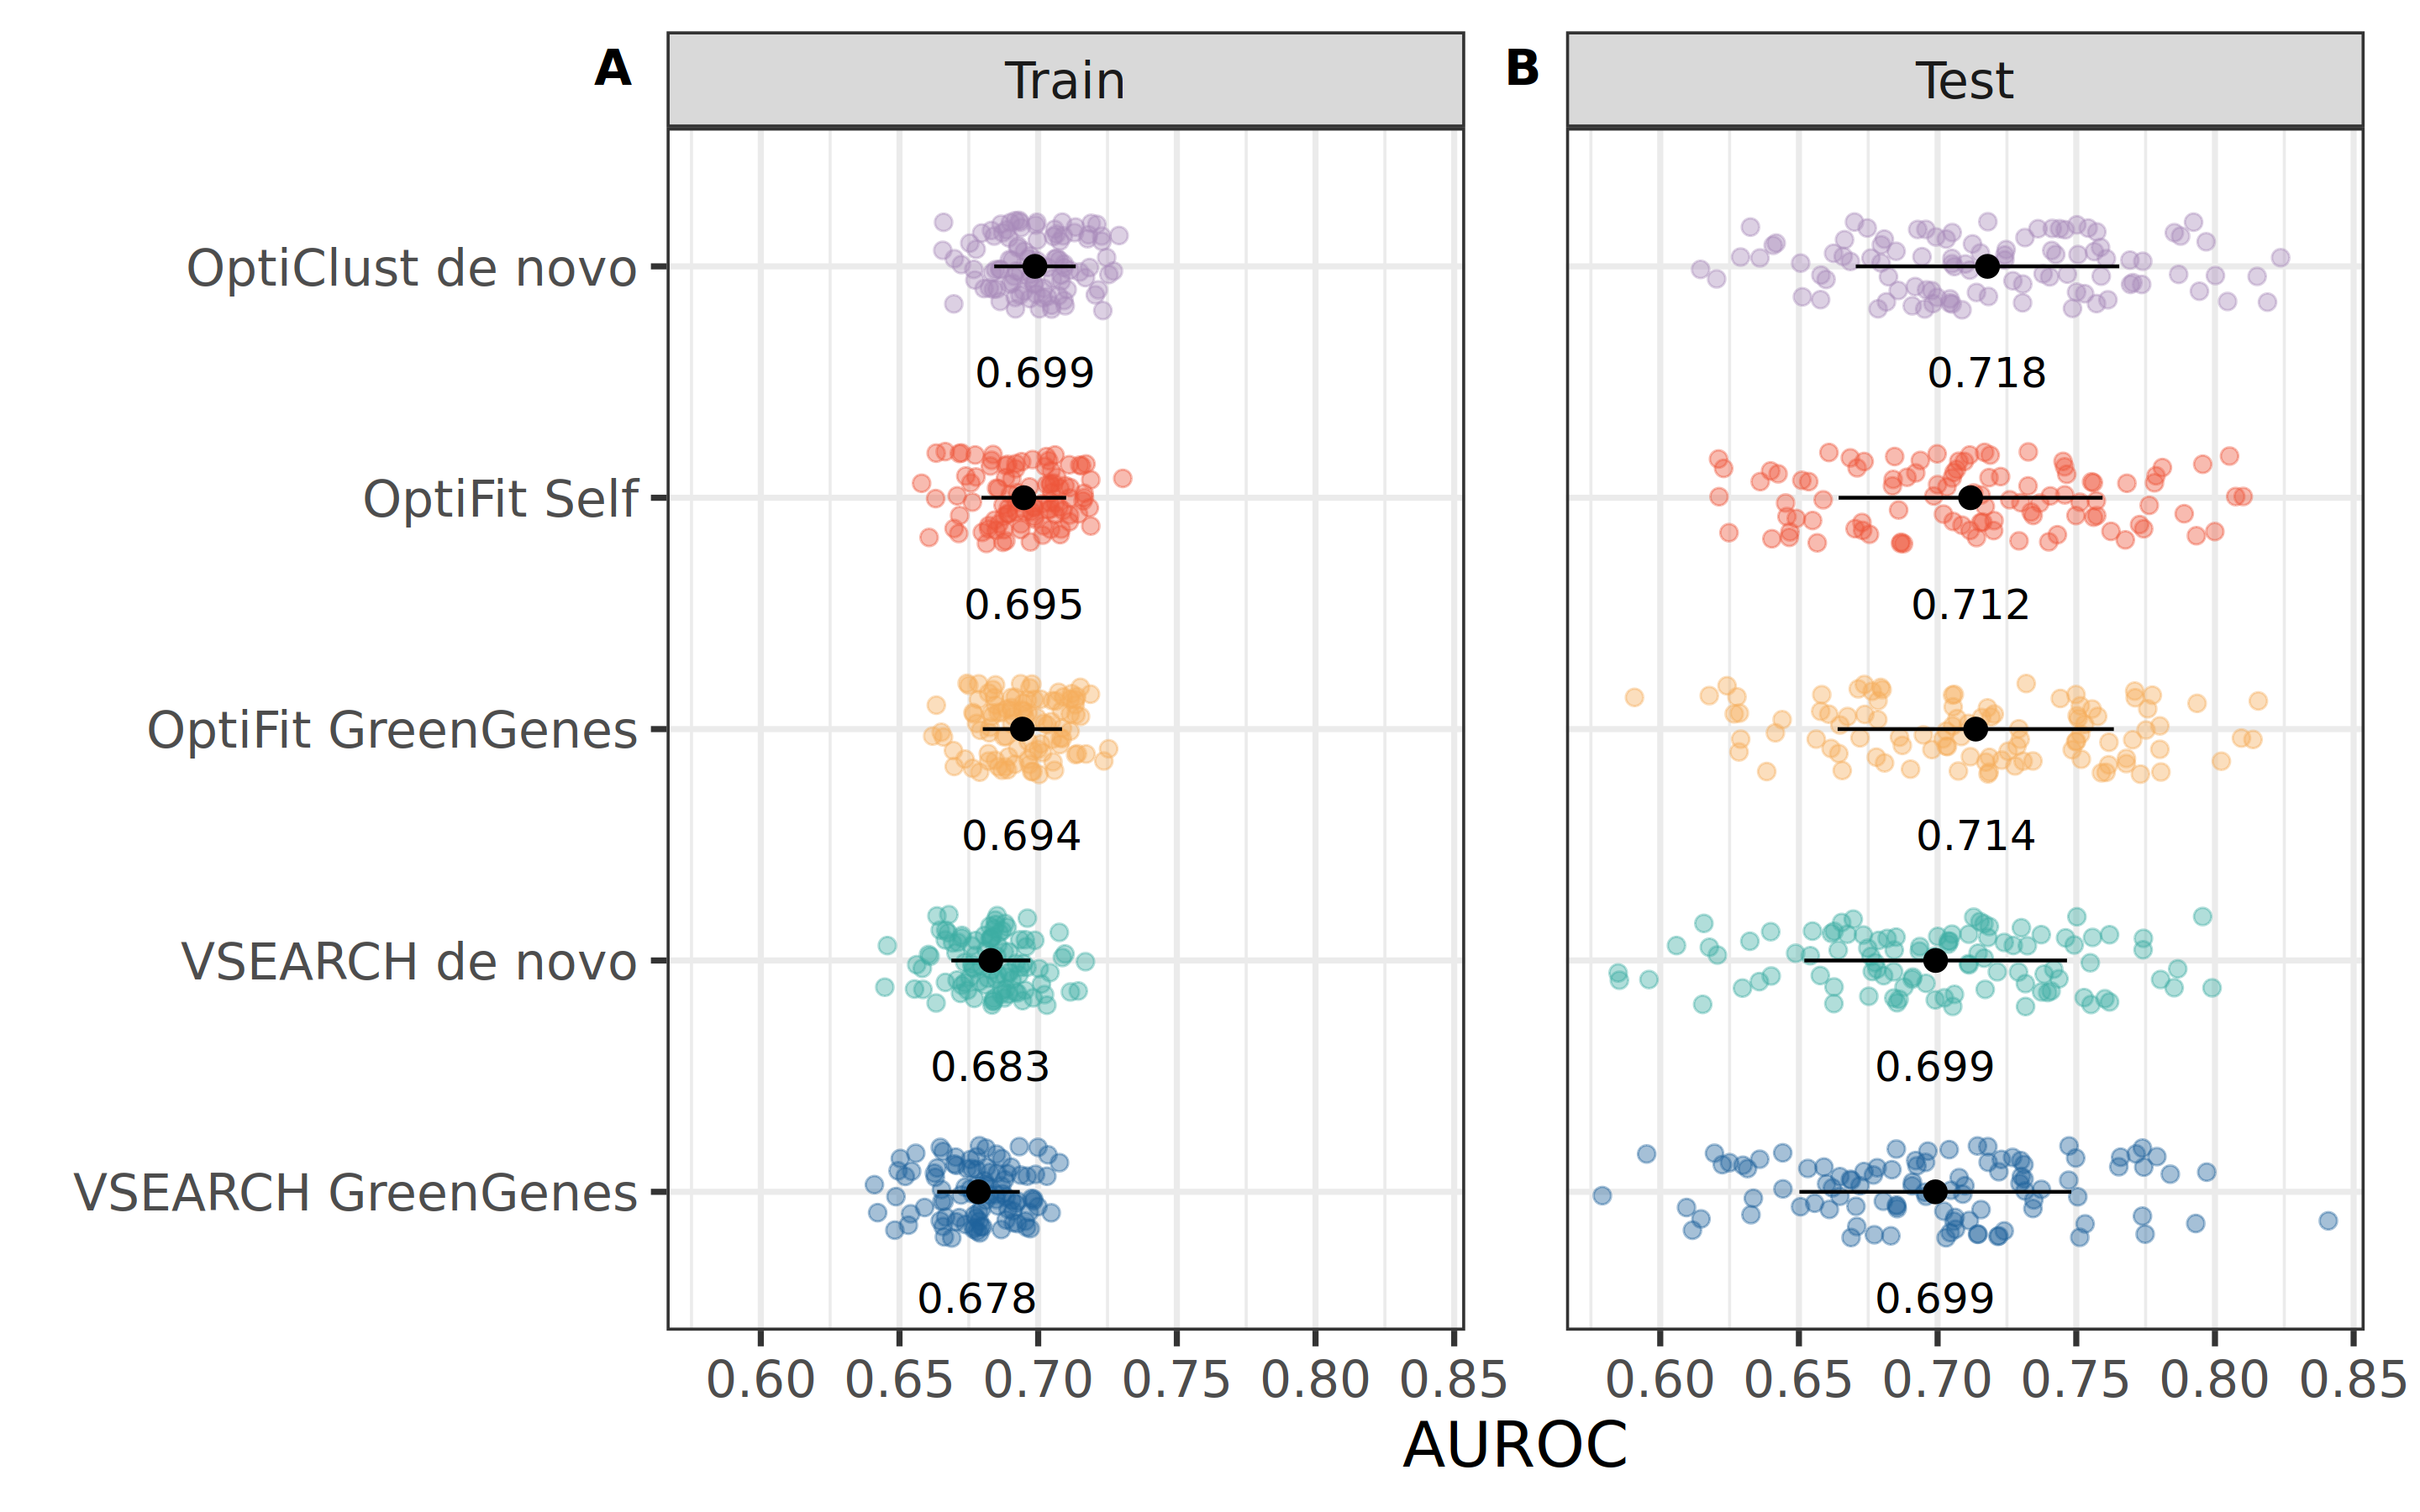 A
Train
B
Test
OptiClust de novo
0.699
0.718
OptiFit Self
0.695
0.712
OptiFit GreenGenes
0.694
0.714
VSEARCH de novo
0.683
0.699
VSEARCH GreenGenes
0.678
0.699
0.60 0.65 0.70 0.75 0.80 0.85
0.60 0.65 0.70 0.75 0.80 0.85
AUROC